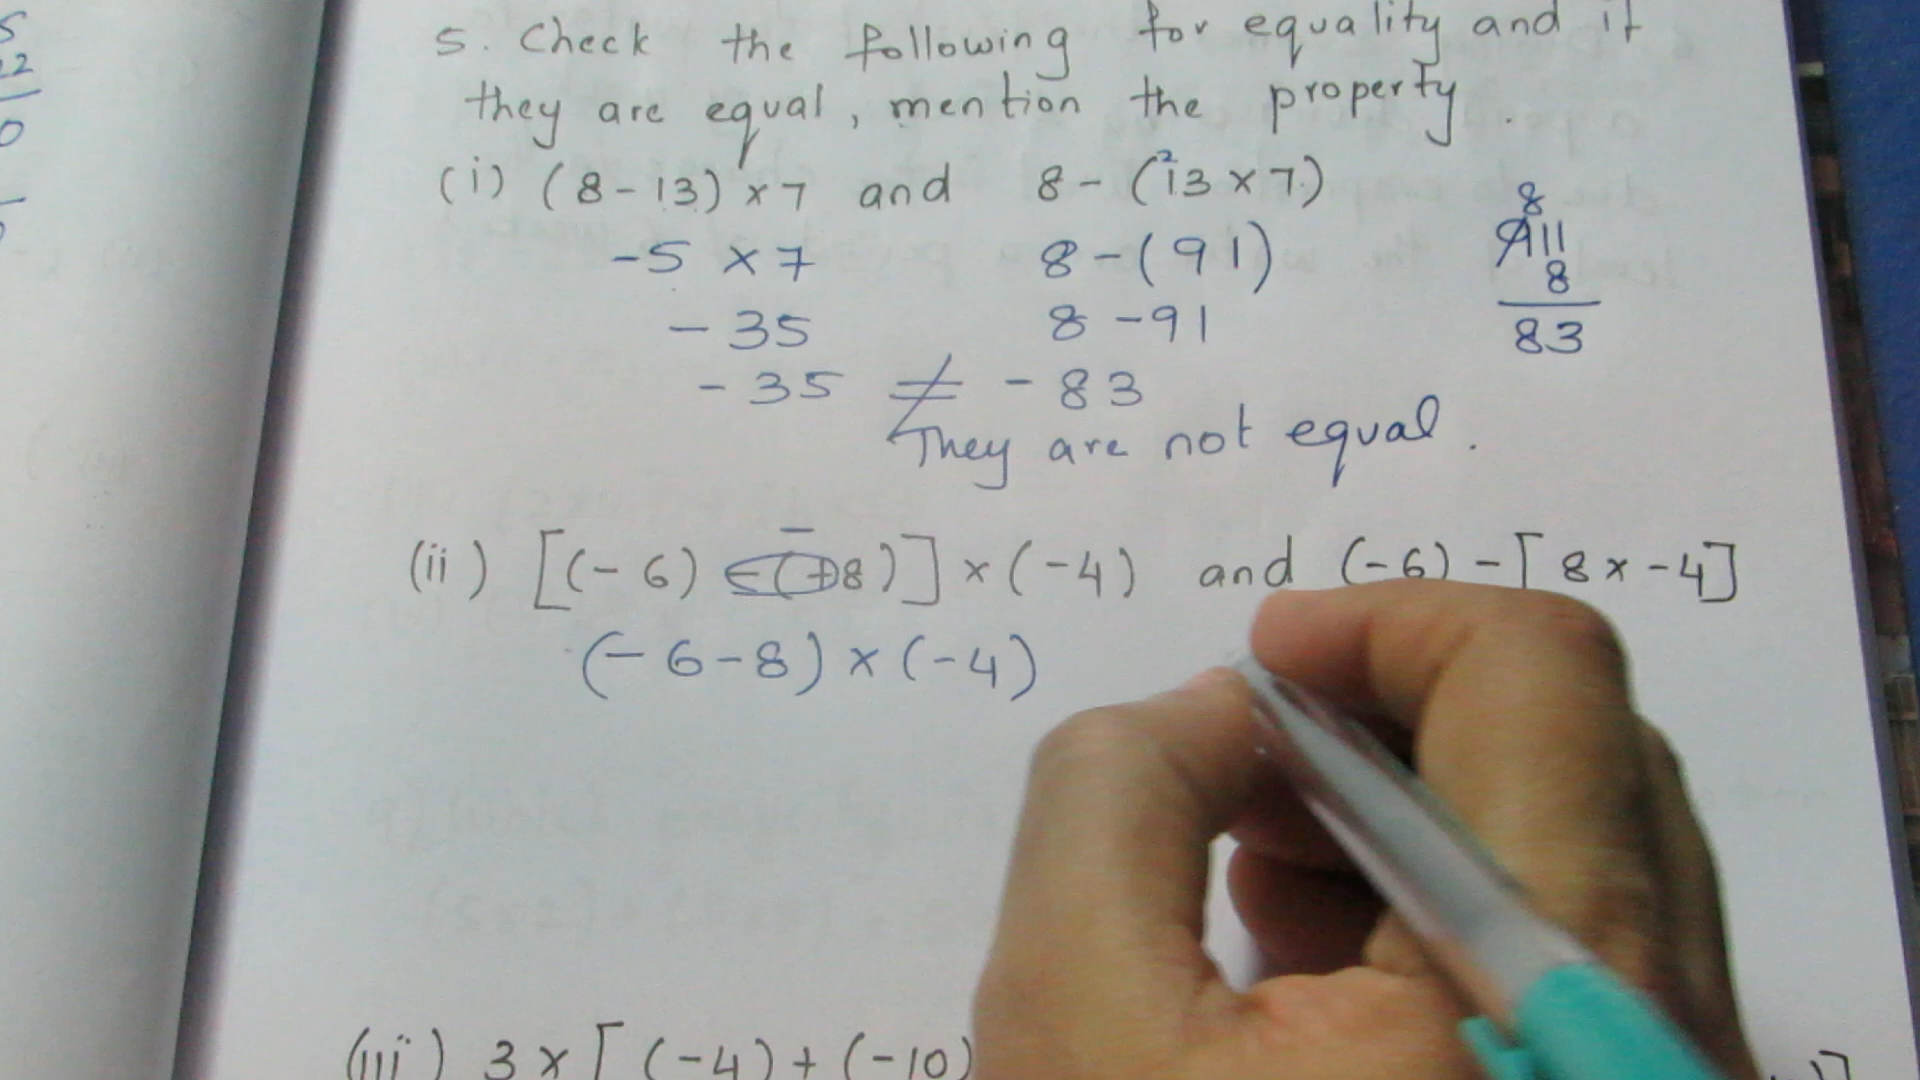 5. Check the following for equality and if
they are equal, mention the property.
(i) (8-13) × 7 and 8-(13 × 7)
-5 × 7 8-(91)
- 35 8 -91
- 35 ≠ - 83
They are not equal.
8
9 11
8
83
(ii) [(-6) -(+8)] × (-4) and (-6) - [8 × -4]
(-6-8) × (-4)
(iii) 3 × [(-4) + (-10)